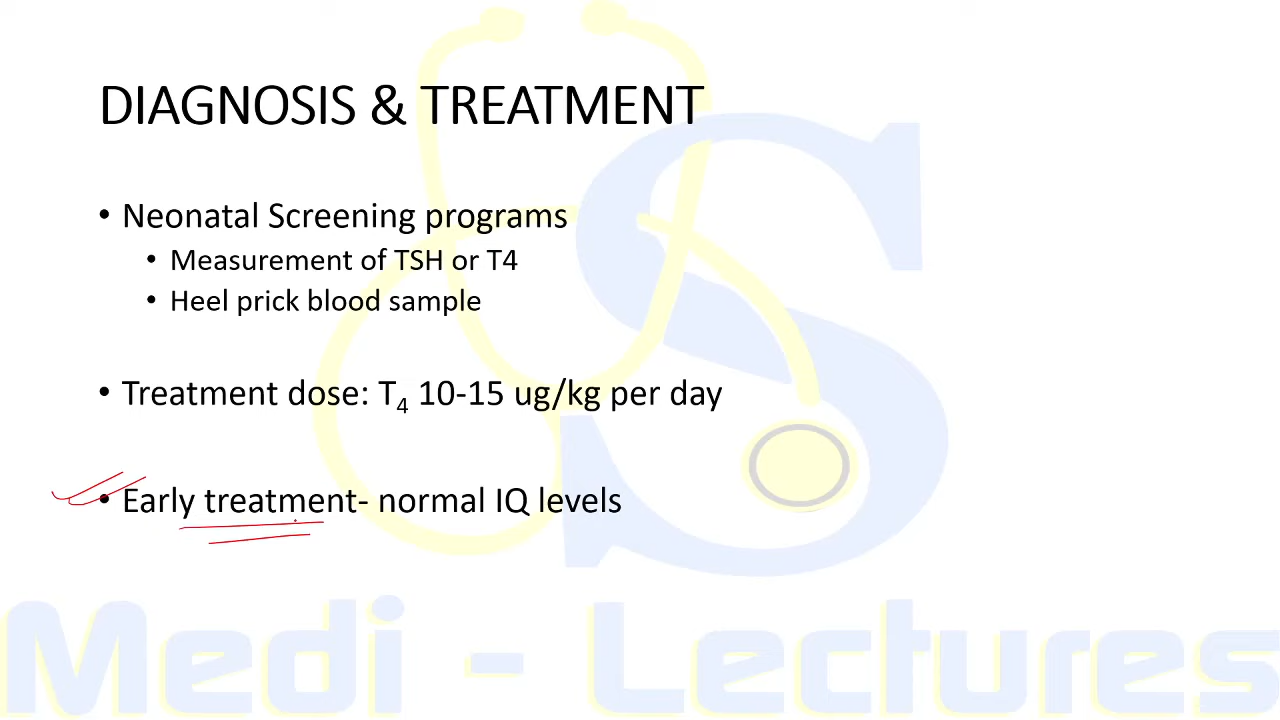 DIAGNOSIS & TREATMENT
• Neonatal Screening programs
• Measurement of TSH or T4
• Heel prick blood sample
• Treatment dose: T₄ 10-15 ug/kg per day
• Early treatment- normal IQ levels
Medi - Lectures